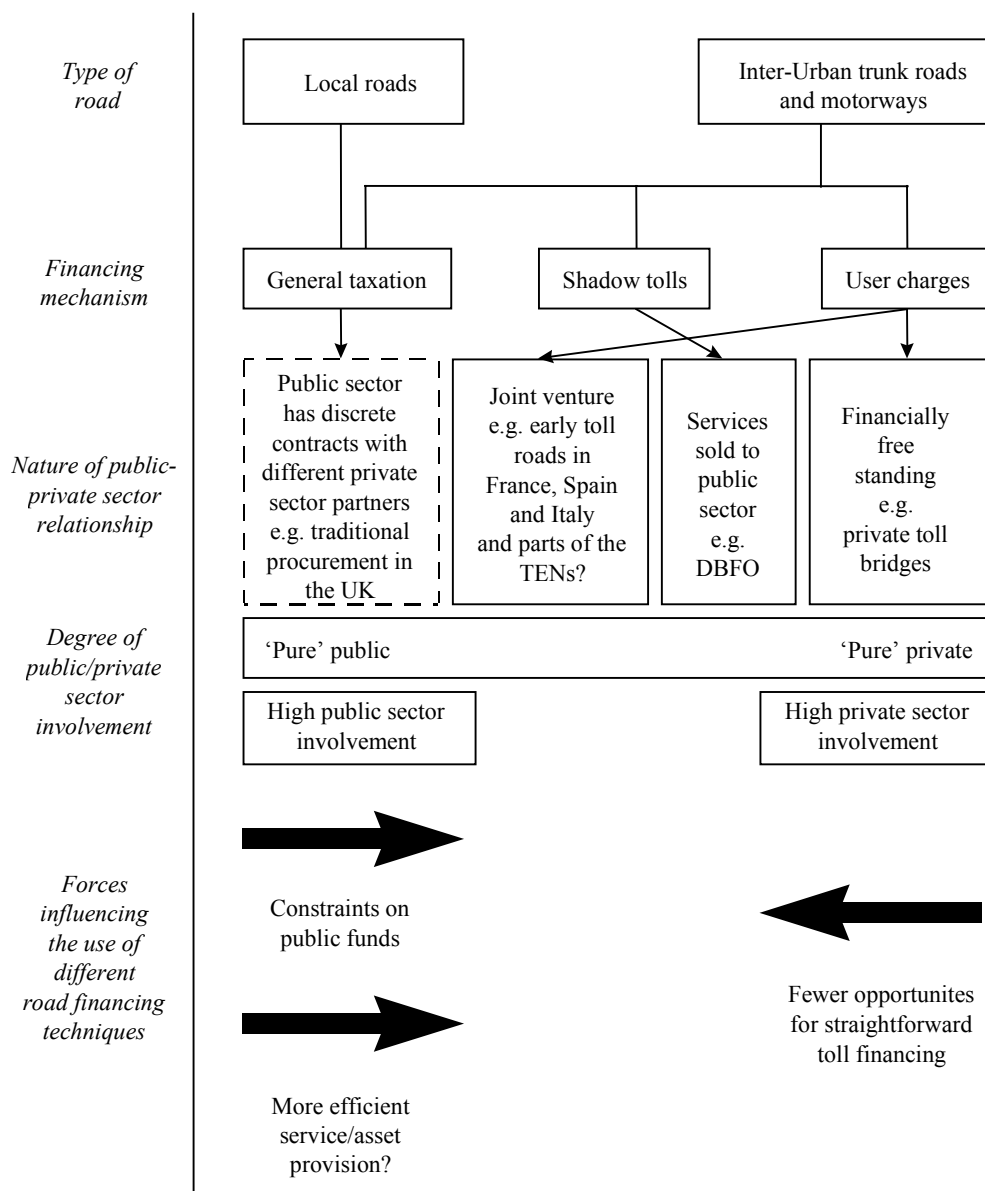 Type of
road
Local roads
Inter-Urban trunk roads
and motorways
Financing
mechanism
General taxation
Shadow tolls
User charges
Nature of public-
private sector
relationship
Public sector
has discrete
contracts with
different private
sector partners
e.g. traditional
procurement in
the UK
Joint venture
e.g. early toll
roads in
France, Spain
and Italy
and parts of the
TENs?
Services
sold to
public
sector
e.g.
DBFO
Financially
free
standing
e.g.
private toll
bridges
Degree of
public/private
sector
involvement
‘Pure’ public
‘Pure’ private
High public sector
involvement
High private sector
involvement
Forces
influencing
the use of
different
road financing
techniques
Constraints on
public funds
Fewer opportunites
for straightforward
toll financing
More efficient
service/asset
provision?